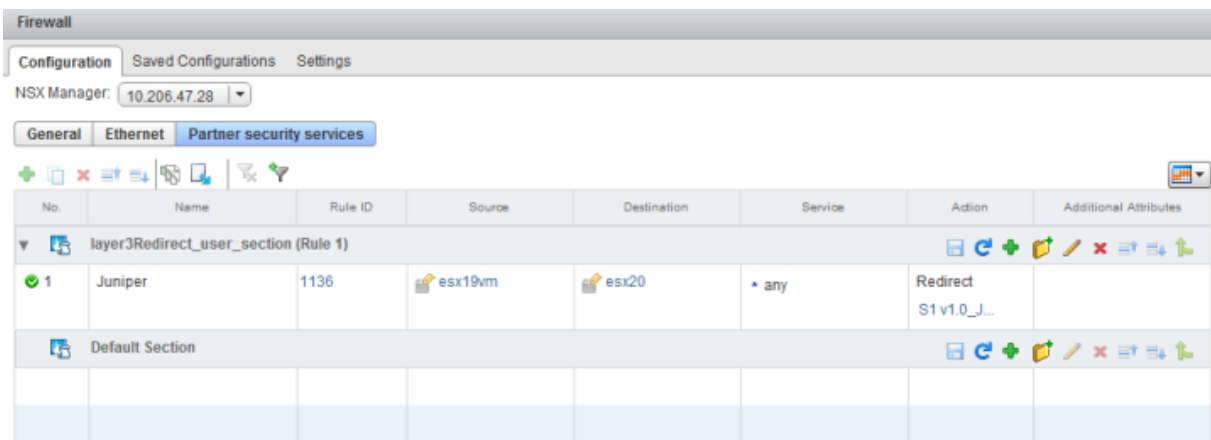 Firewall
Configuration Saved Configurations Settings
NSX Manager: 10.206.47.28
General Ethernet Partner security services
No. Name Rule ID Source Destination Service Action Additional Attributes
layer3Redirect_user_section (Rule 1)
1 Juniper 1136 esx19vm esx20 any Redirect
S1 v1.0_J...
Default Section